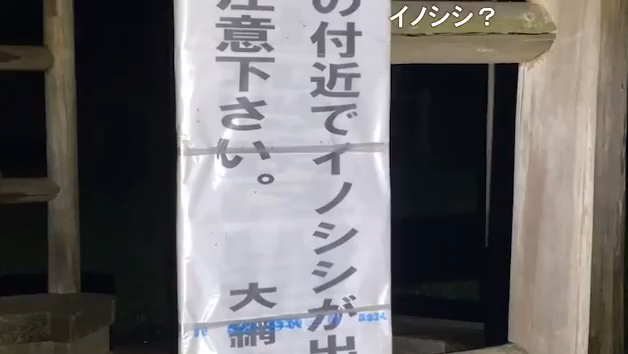 イノシシ？
の付近でイノシシが出
注意下さい。
大網